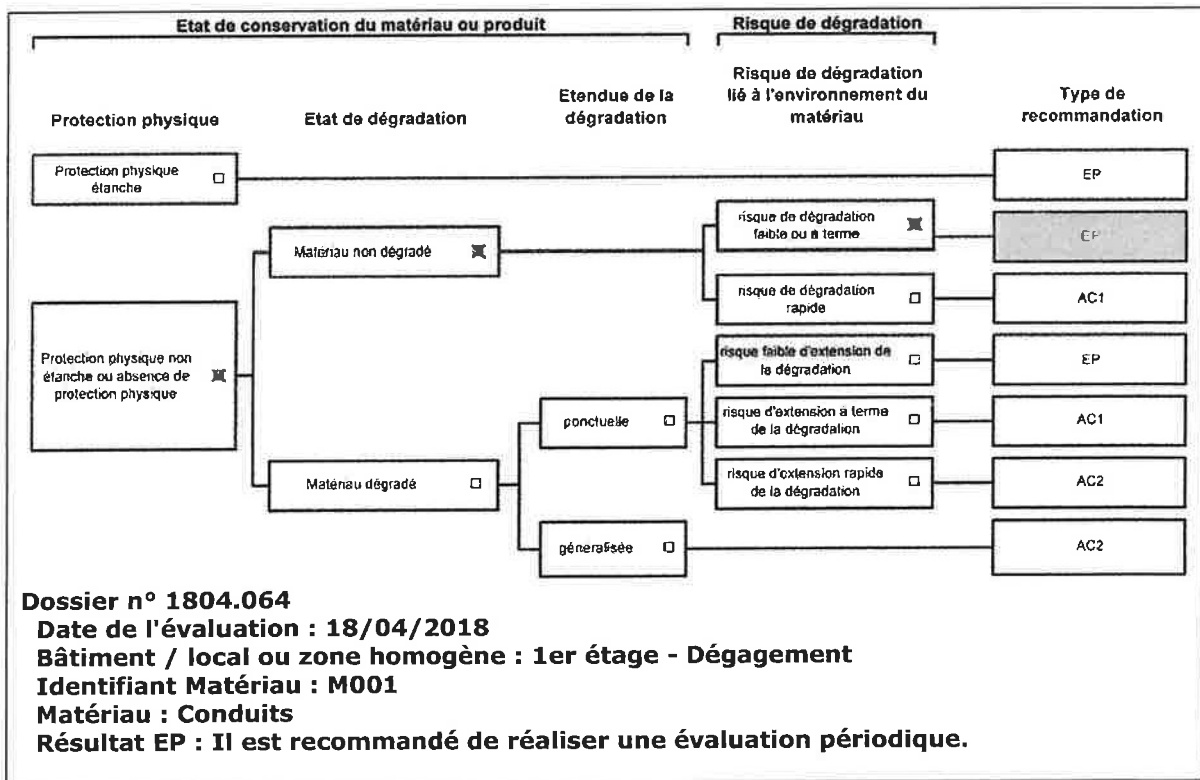 Etat de conservation du matériau ou produit
Risque de dégradation
Protection physique
Etat de dégradation
Etendue de la
dégradation
Risque de dégradation
lié à l'environnement du
matériau
Type de
recommandation
Protection physique
étanche
EP
risque de dégradation
faible ou à terme
EP
Matériau non dégradé
risque de dégradation
rapide
AC1
Protection physique non
étanche ou absence de
protection physique
risque faible d'extension de
la dégradation
EP
ponctuelle
risque d'extension à terme
de la dégradation
AC1
Matériau dégradé
risque d'extension rapide
de la dégradation
AC2
généralisée
AC2
Dossier n° 1804.064
Date de l'évaluation : 18/04/2018
Bâtiment / local ou zone homogène : 1er étage - Dégagement
Identifiant Matériau : M001
Matériau : Conduits
Résultat EP : Il est recommandé de réaliser une évaluation périodique.